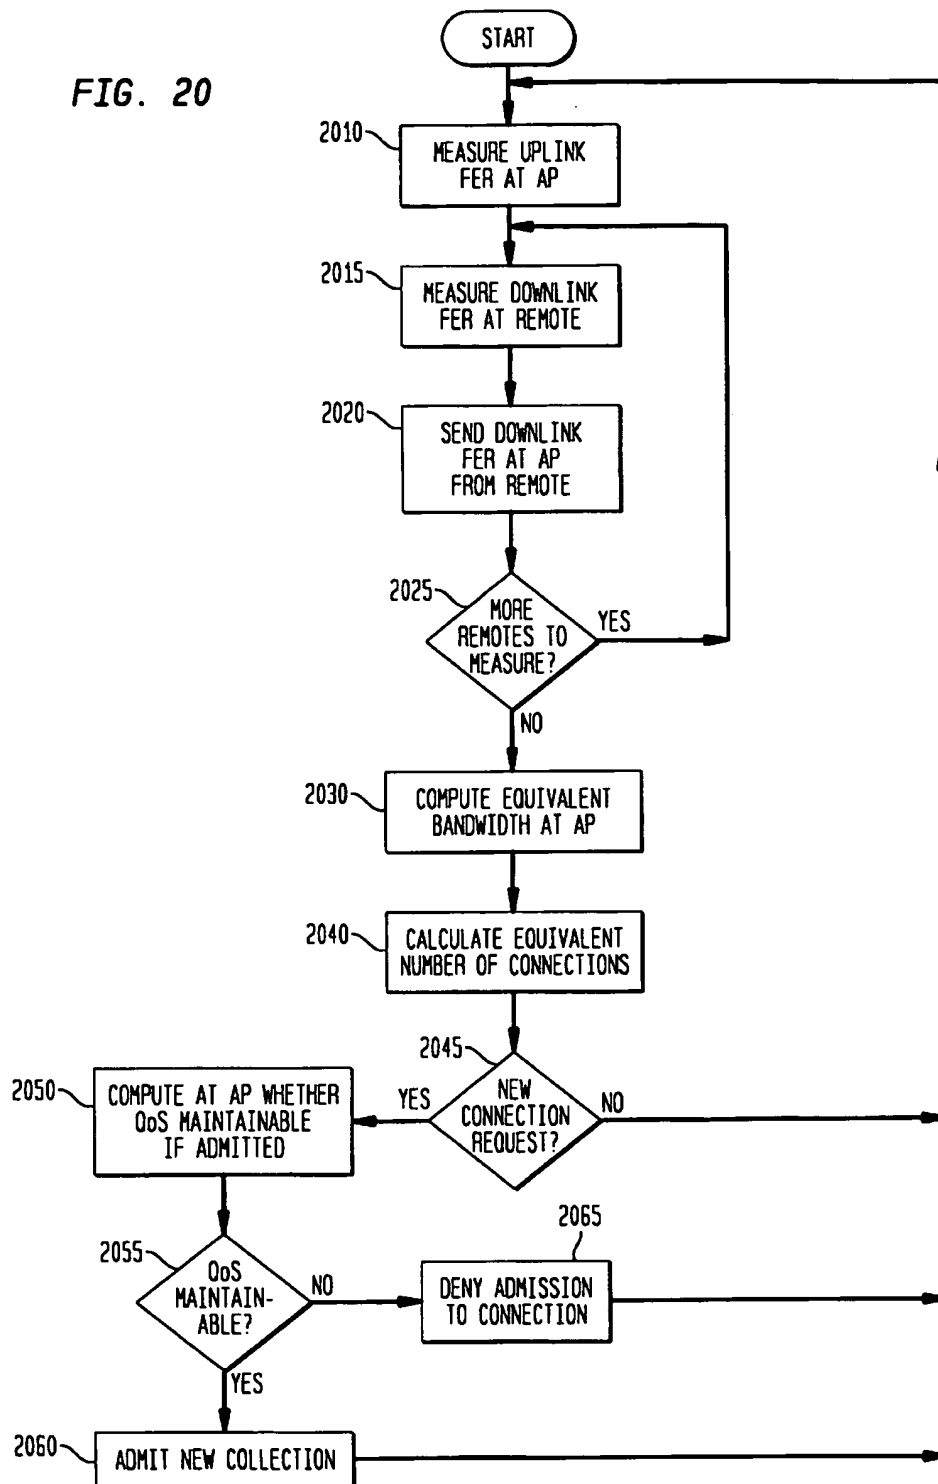 FIG. 20
START
2010
MEASURE UPLINK
FER AT AP
2015
MEASURE DOWNLINK
FER AT REMOTE
2020
SEND DOWNLINK
FER AT AP
FROM REMOTE
2025
MORE
REMOTES TO
MEASURE?
YES
NO
2030
COMPUTE EQUIVALENT
BANDWIDTH AT AP
2040
CALCULATE EQUIVALENT
NUMBER OF CONNECTIONS
2045
NEW
CONNECTION
REQUEST?
YES
NO
2050
COMPUTE AT AP WHETHER
QoS MAINTAINABLE
IF ADMITTED
2055
QoS
MAINTAIN-
ABLE?
NO
2065
DENY ADMISSION
TO CONNECTION
YES
2060
ADMIT NEW COLLECTION